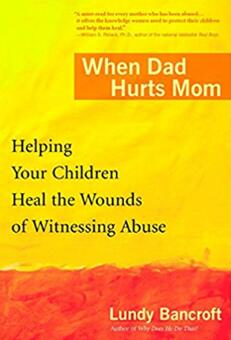 "A must-read for every mother who has been abused...
it offers the knowledge women need to protect their children
and help them heal."
—William S. Pollack, Ph.D., author of the national bestseller Real Boys
When Dad
Hurts Mom
Helping
Your Children
Heal the Wounds
of Witnessing Abuse
Lundy Bancroft
Author of Why Does He Do That?